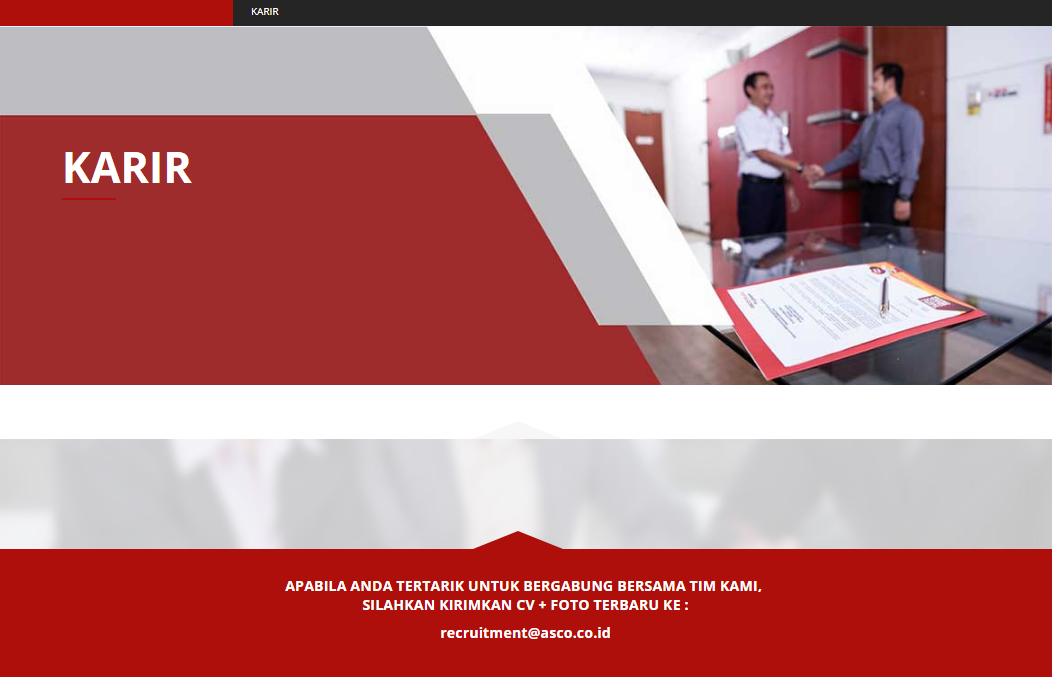 KARIR
KARIR
APABILA ANDA TERTARIK UNTUK BERGABUNG BERSAMA TIM KAMI,
SILAHKAN KIRIMKAN CV + FOTO TERBARU KE :
recruitment@asco.co.id